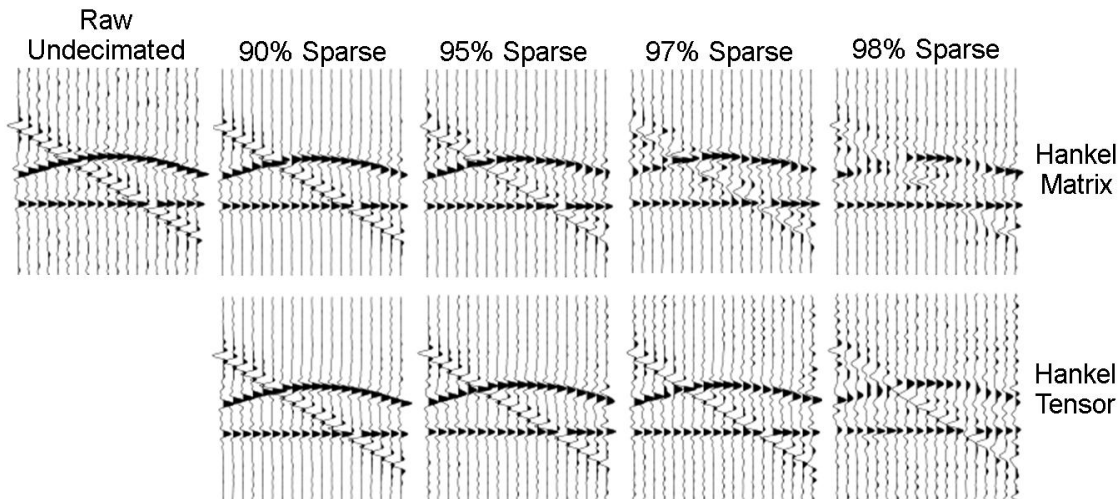 Raw
Undecimated
90% Sparse
95% Sparse
97% Sparse
98% Sparse
Hankel
Matrix
Hankel
Tensor